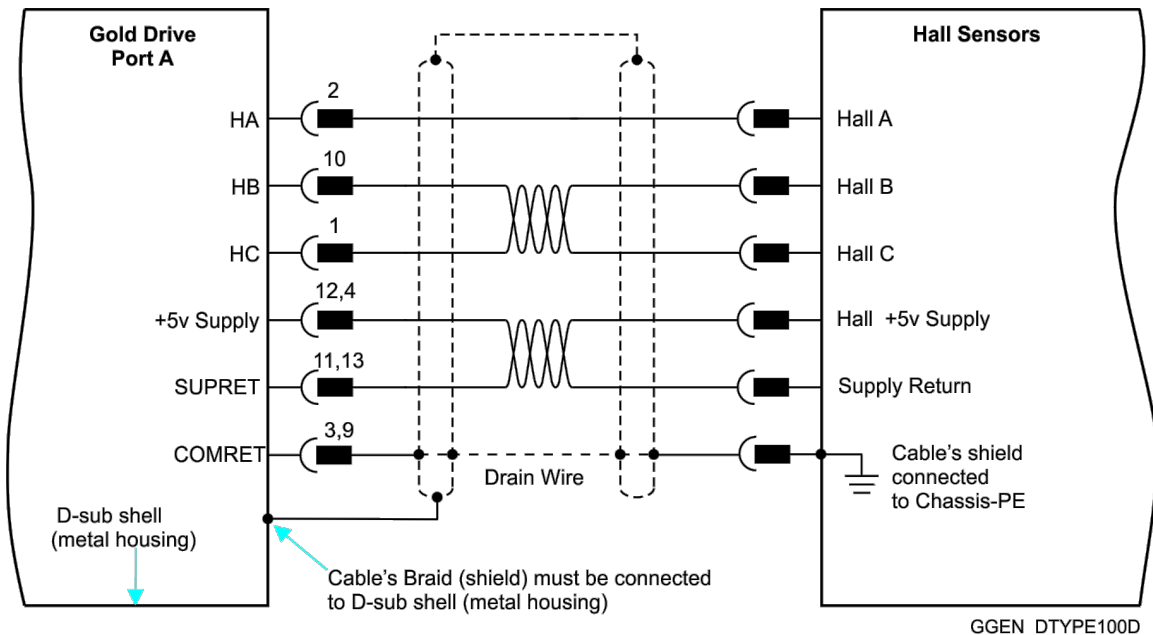 Gold Drive
Port A
Hall Sensors
HA
2
Hall A
HB
10
Hall B
HC
1
Hall C
+5v Supply
12,4
Hall +5v Supply
SUPRET
11,13
Supply Return
COMRET
3,9
Drain Wire
Cable's shield
connected
to Chassis-PE
D-sub shell
(metal housing)
Cable's Braid (shield) must be connected
to D-sub shell (metal housing)
GGEN_DTYPE100D